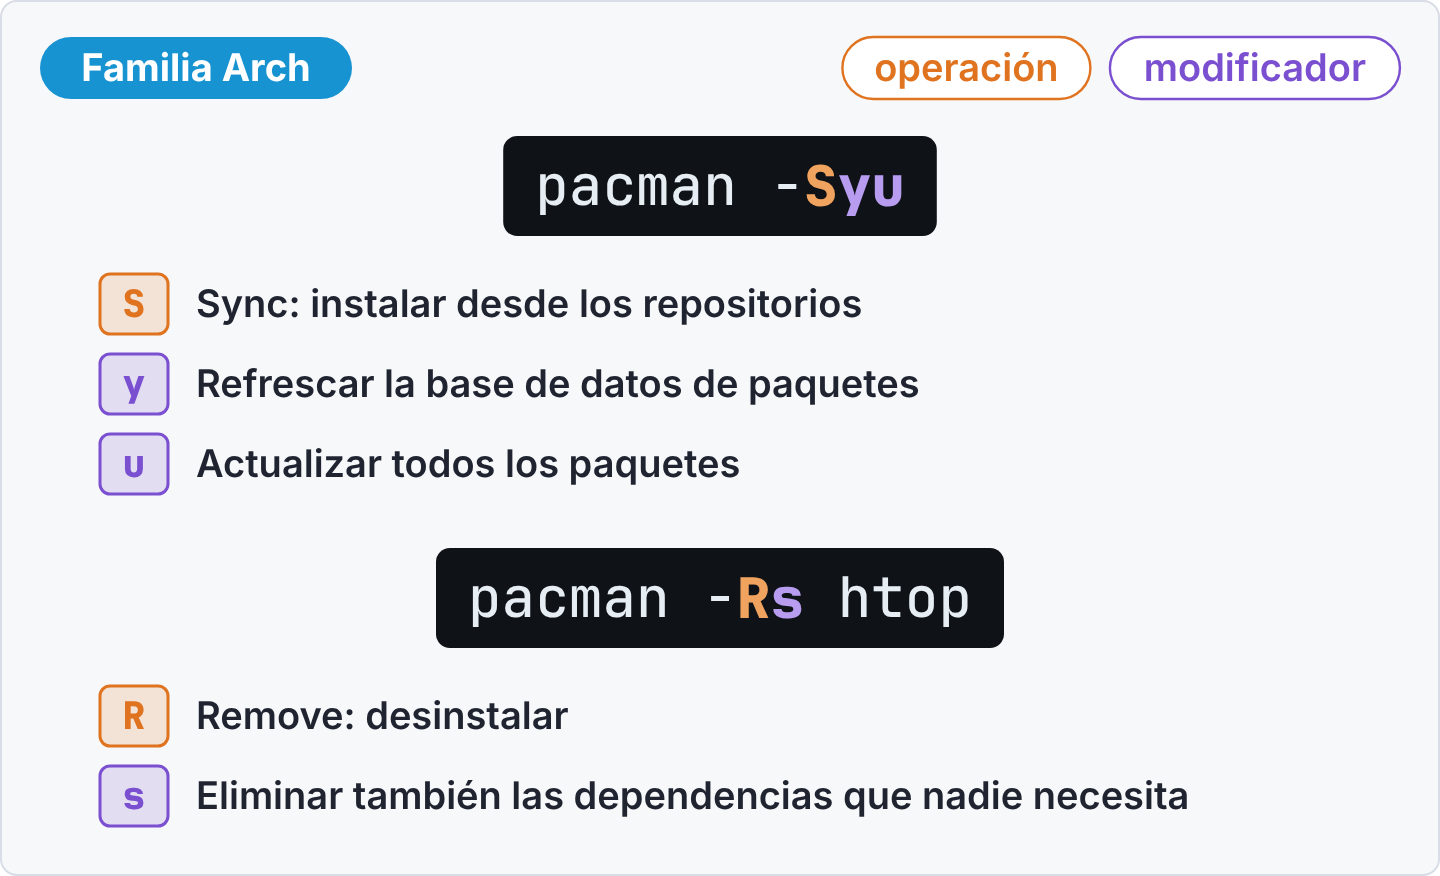 Familia Arch
operación
modificador
pacman -Syu
S Sync: instalar desde los repositorios
y Refrescar la base de datos de paquetes
u Actualizar todos los paquetes
pacman -Rs htop
R Remove: desinstalar
s Eliminar también las dependencias que nadie necesita